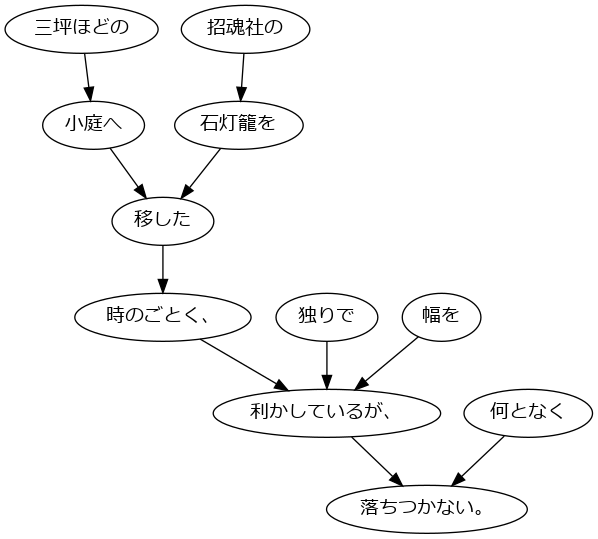 三坪ほどの
招魂社の
小庭へ
石灯籠を
移した
時のごとく、
独りで
幅を
利かしているが、
何となく
落ちつかない。